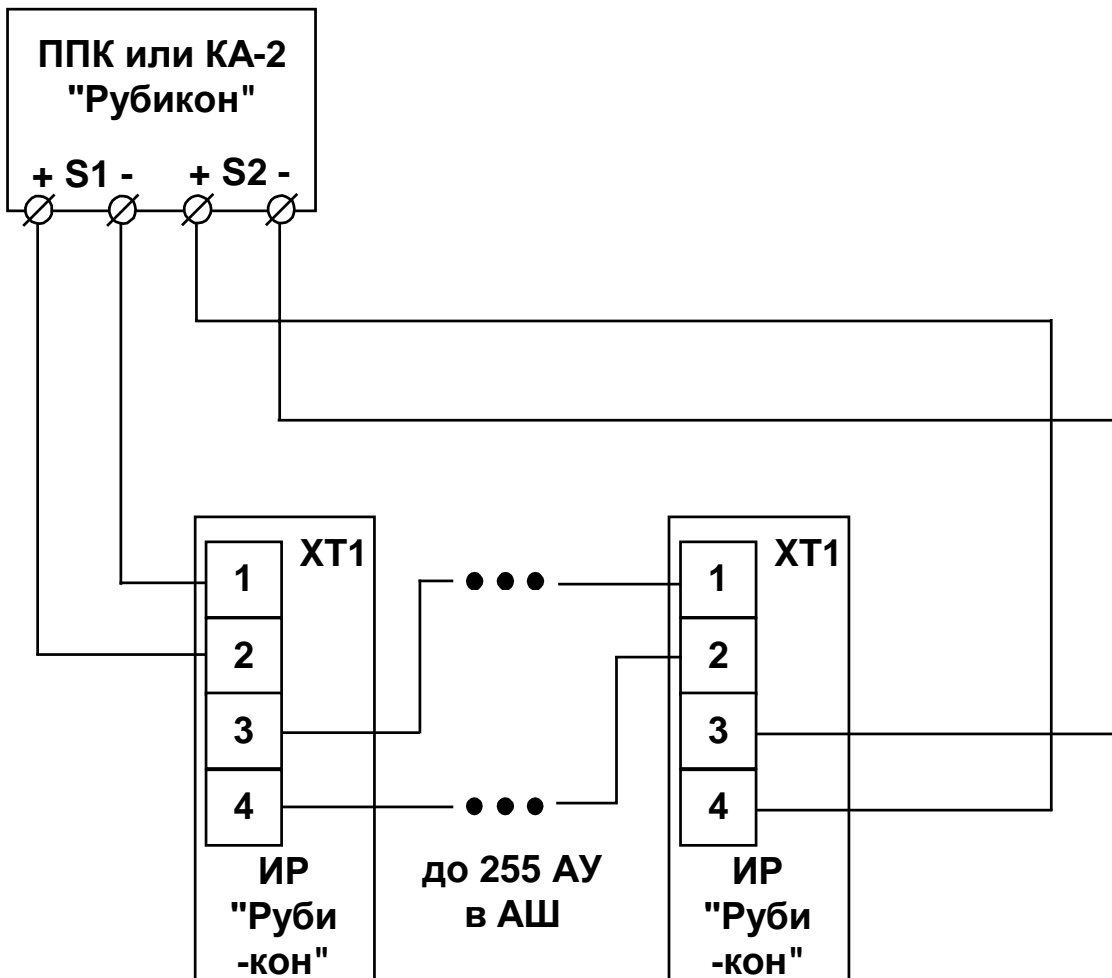 ППК или КА-2
"Рубикон"
+ S1 -
+ S2 -
XT1
1
2
3
4
ИР
"Руби
-кон"
до 255 АУ
в АШ
XT1
1
2
3
4
ИР
"Руби
-кон"